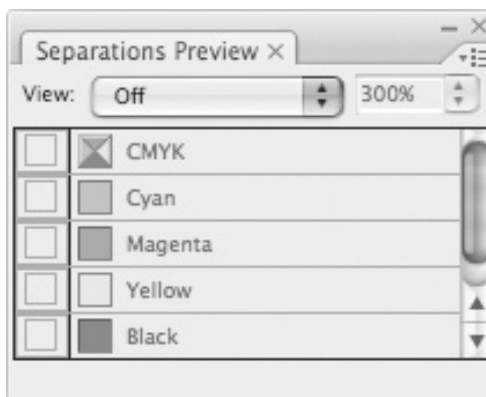 Separations Preview ×
View: Off 300%
CMYK
Cyan
Magenta
Yellow
Black